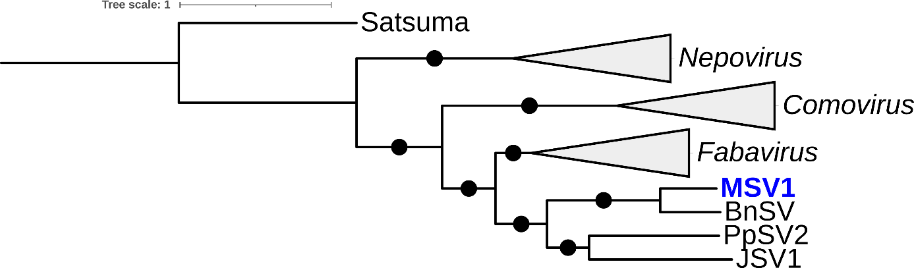 Tree scale: 1
Satsuma
Nepovirus
Comovirus
Fabavirus
MSV1
BnSV
PpSV2
JSV1